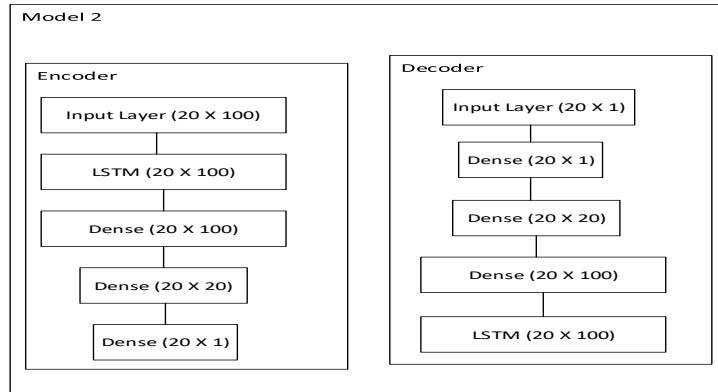 Model 2
Encoder
Input Layer (20 X 100)
LSTM (20 X 100)
Dense (20 X 100)
Dense (20 X 20)
Dense (20 X 1)
Decoder
Input Layer (20 X 1)
Dense (20 X 1)
Dense (20 X 20)
Dense (20 X 100)
LSTM (20 X 100)